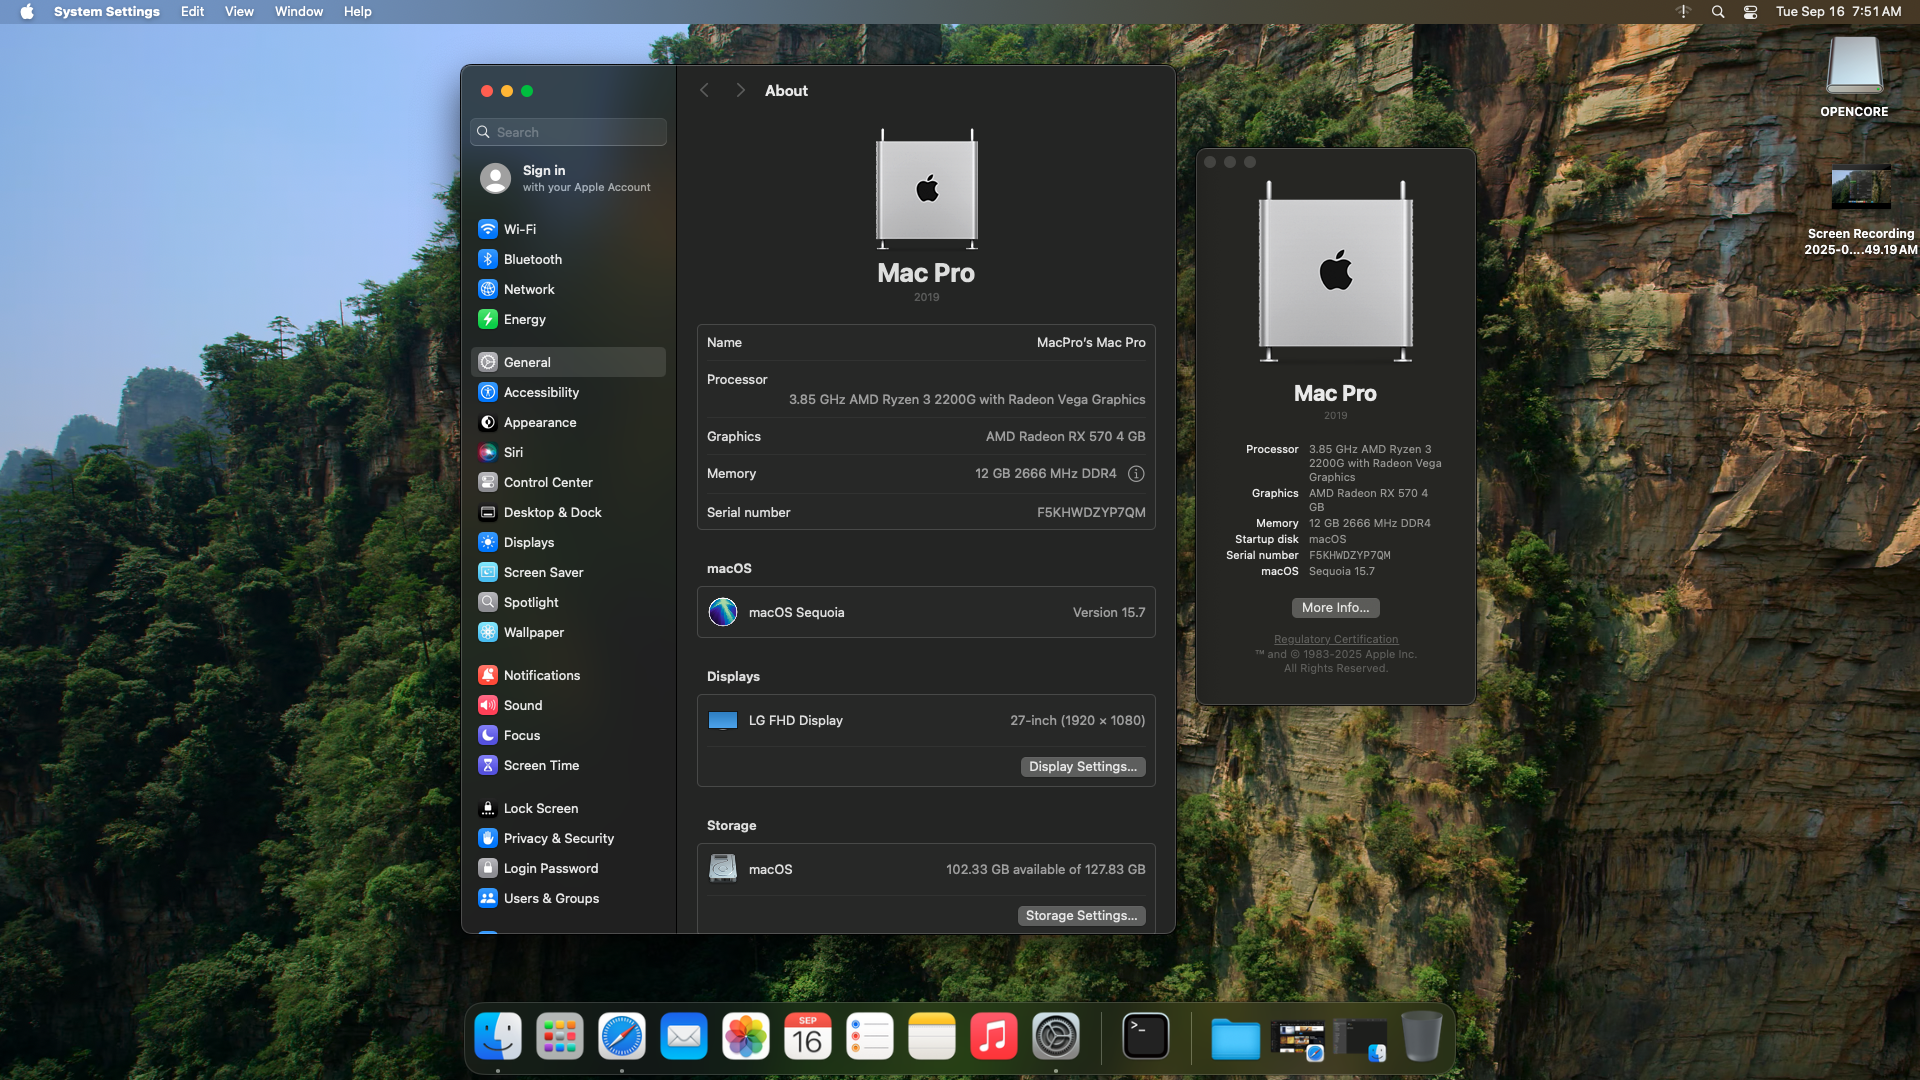 System Settings Edit View Window Help
Tue Sep 16 7:51 AM
OPENCORE
Screen Recording
2025-0....49.19 AM
Search
Sign in
with your Apple Account
Wi-Fi
Bluetooth
Network
Energy
General
Accessibility
Appearance
Siri
Control Center
Desktop & Dock
Displays
Screen Saver
Spotlight
Wallpaper
Notifications
Sound
Focus
Screen Time
Lock Screen
Privacy & Security
Login Password
Users & Groups
About
Mac Pro
2019
Name MacPro's Mac Pro
Processor
3.85 GHz AMD Ryzen 3 2200G with Radeon Vega Graphics
Graphics AMD Radeon RX 570 4 GB
Memory 12 GB 2666 MHz DDR4
Serial number F5KHWDZYP7QM
macOS
macOS Sequoia Version 15.7
Displays
LG FHD Display 27-inch (1920 × 1080)
Display Settings...
Storage
macOS 102.33 GB available of 127.83 GB
Storage Settings...
Mac Pro
2019
Processor 3.85 GHz AMD Ryzen 3
2200G with Radeon Vega
Graphics
Graphics AMD Radeon RX 570 4
GB
Memory 12 GB 2666 MHz DDR4
Startup disk macOS
Serial number F5KHWDZYP7QM
macOS Sequoia 15.7
More Info...
Regulatory Certification
™ and © 1983-2025 Apple Inc.
All Rights Reserved.
SEP
16